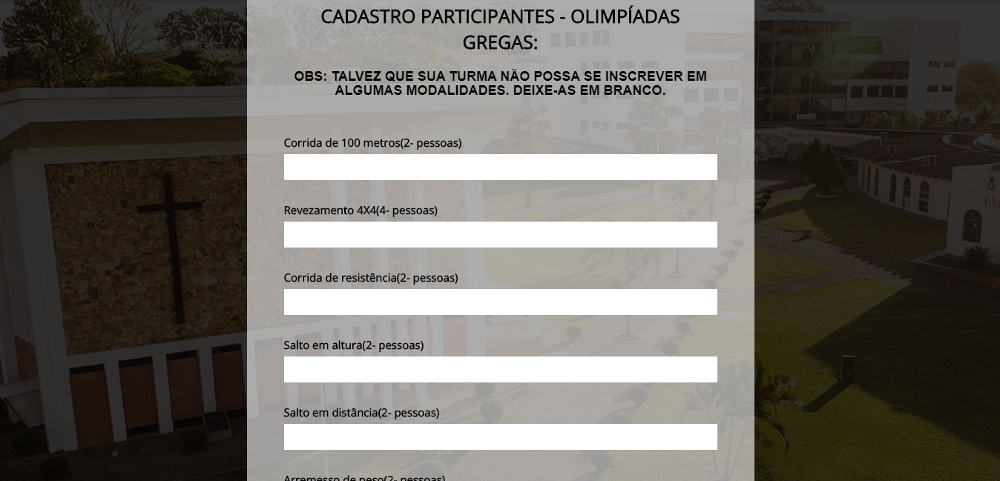 CADASTRO PARTICIPANTES - OLIMPÍADAS
GREGAS:
OBS: TALVEZ QUE SUA TURMA NÃO POSSA SE INSCREVER EM
ALGUMAS MODALIDADES. DEIXE-AS EM BRANCO.
Corrida de 100 metros(2- pessoas)
Revezamento 4X4(4- pessoas)
Corrida de resistência(2- pessoas)
Salto em altura(2- pessoas)
Salto em distância(2- pessoas)
Arremesso de peso(2- pessoas)